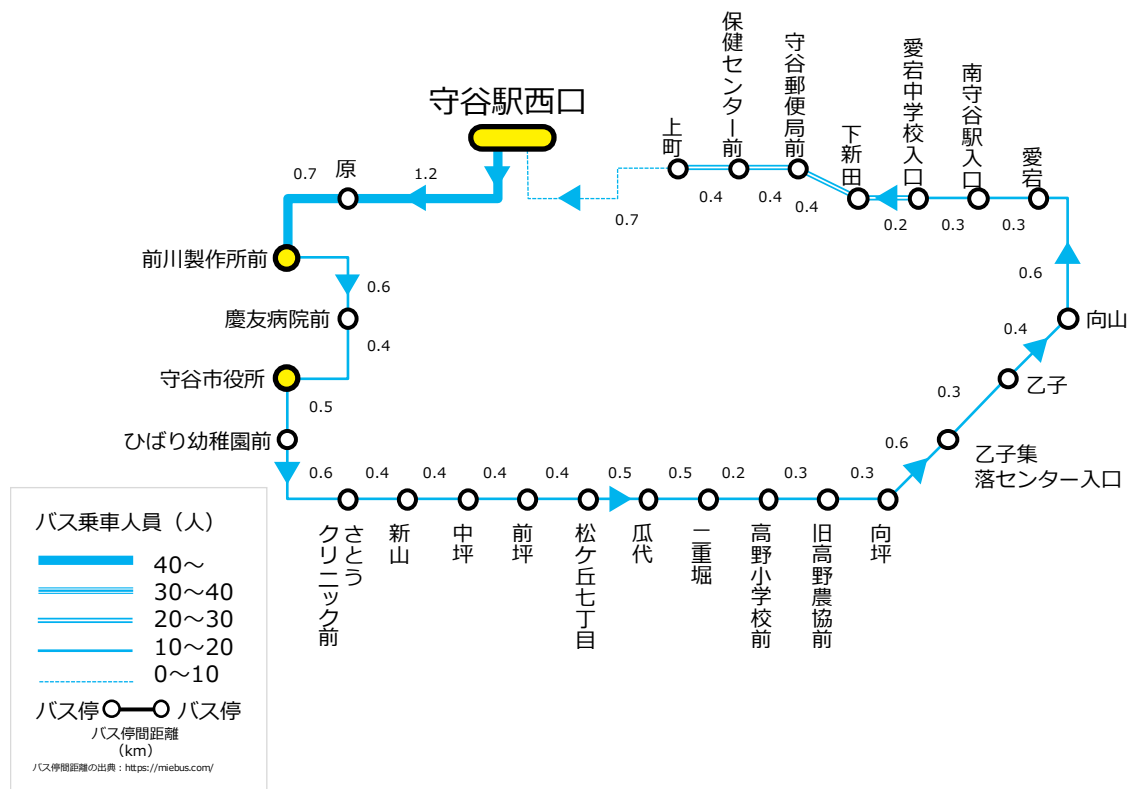 守谷駅西口
1.2
原
0.7
前川製作所前
0.6
慶友病院前
0.4
守谷市役所
0.5
ひばり幼稚園前
0.6
さとう
クリニック前
0.4
新山
0.4
中坪
0.4
前坪
0.4
松ケ丘七丁目
0.5
瓜代
0.5
二重堀
0.2
高野小学校前
0.3
旧高野農協前
0.3
向坪
0.6
乙子集
落センター入口
0.3
乙子
0.4
向山
0.6
愛宕
0.3
南守谷駅入口
0.3
愛宕中学校入口
0.2
下新田
0.4
守谷郵便局前
0.4
保健センター前
0.4
上町
0.7
バス乗車人員（人）
40～
30～40
20～30
10～20
0～10
バス停 バス停
バス停間距離
（km）
バス停間距離の出典：https://miebus.com/